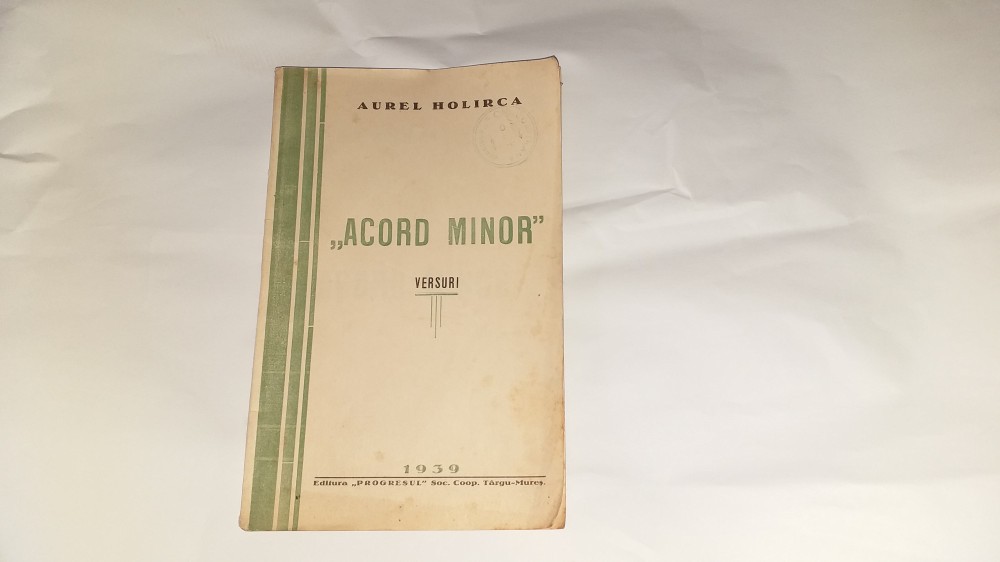 AUREL HOLIRCA
„ACORD MINOR”
VERSURI
1939
Editura „PROGRESUL” Soc. Coop. Târgu-Mureș.